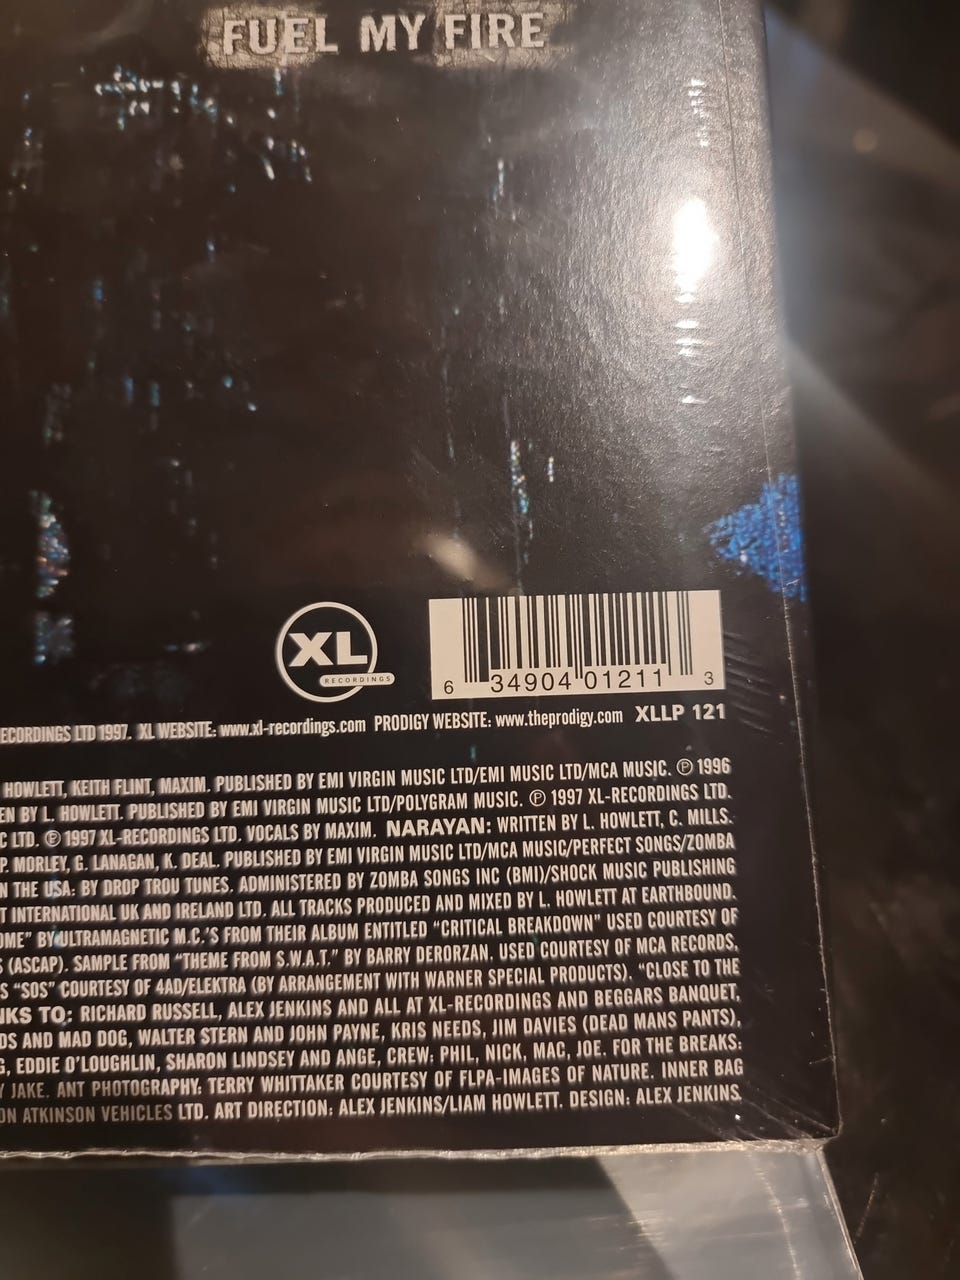 FUEL MY FIRE
XL
RECORDINGS
6 34904 01211 3
ECORDINGS LTD 1997. XL WEBSITE: www.xl-recordings.com PRODIGY WEBSITE: www.theprodigy.com XLLP 121
HOWLETT, KEITH FLINT, MAXIM. PUBLISHED BY EMI VIRGIN MUSIC LTD/EMI MUSIC LTD/MCA MUSIC. ℗ 1996
EN BY L. HOWLETT. PUBLISHED BY EMI VIRGIN MUSIC LTD/POLYGRAM MUSIC. ℗ 1997 XL-RECORDINGS LTD.
C LTD. ℗ 1997 XL-RECORDINGS LTD. VOCALS BY MAXIM. NARAYAN: WRITTEN BY L. HOWLETT, C. MILLS.
P. MORLEY, G. LANAGAN, K. DEAL. PUBLISHED BY EMI VIRGIN MUSIC LTD/MCA MUSIC/PERFECT SONGS/ZOMBA
N THE USA: BY DROP TROU TUNES. ADMINISTERED BY ZOMBA SONGS INC (BMI)/SHOCK MUSIC PUBLISHING
T INTERNATIONAL UK AND IRELAND LTD. ALL TRACKS PRODUCED AND MIXED BY L. HOWLETT AT EARTHBOUND.
OME" BY ULTRAMAGNETIC M.C.'S FROM THEIR ALBUM ENTITLED "CRITICAL BREAKDOWN" USED COURTESY OF
S (ASCAP). SAMPLE FROM "THEME FROM S.W.A.T." BY BARRY DERORZAN, USED COURTESY OF MCA RECORDS,
S "SOS" COURTESY OF 4AD/ELEKTRA (BY ARRANGEMENT WITH WARNER SPECIAL PRODUCTS). "CLOSE TO THE
NKS TO: RICHARD RUSSELL, ALEX JENKINS AND ALL AT XL-RECORDINGS AND BEGGARS BANQUET,
DS AND MAD DOG, WALTER STERN AND JOHN PAYNE, KRIS NEEDS, JIM DAVIES (DEAD MANS PANTS),
G, EDDIE O'LOUGHLIN, SHARON LINDSEY AND ANGE, CREW: PHIL, NICK, MAC, JOE. FOR THE BREAKS:
Y JAKE. ANT PHOTOGRAPHY: TERRY WHITTAKER COURTESY OF FLPA-IMAGES OF NATURE. INNER BAG
ON ATKINSON VEHICLES LTD. ART DIRECTION: ALEX JENKINS/LIAM HOWLETT. DESIGN: ALEX JENKINS.